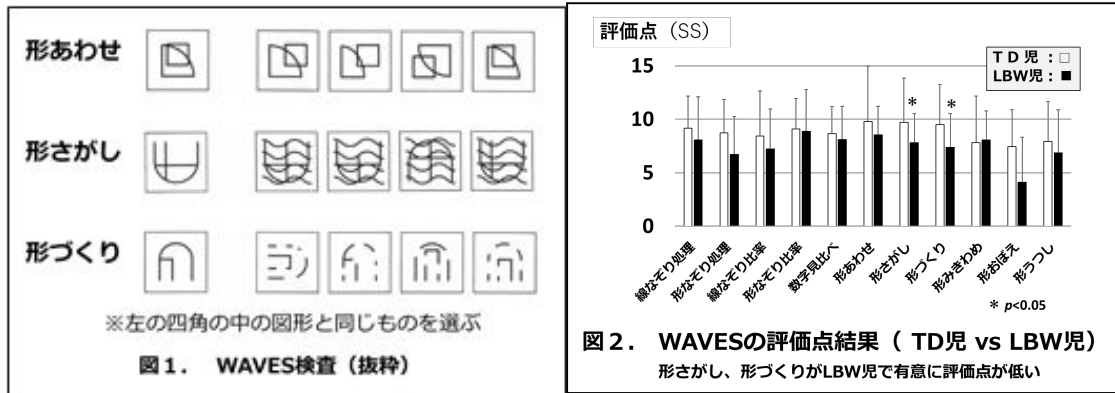 形あわせ
形さがし
形づくり
※左の四角の中の図形と同じものを選ぶ
図1. WAVES検査（抜粋）
評価点（SS）
TD児：□
LBW児：■
15
10
5
0
*
*
線なぞり処理
形なぞり処理
線なぞり比率
形なぞり比率
数字見比べ
形あわせ
形さがし
形づくり
形みきわめ
形おぼえ
形うつし
* p<0.05
図2. WAVESの評価点結果（ TD児 vs LBW児）
形さがし、形づくりがLBW児で有意に評価点が低い